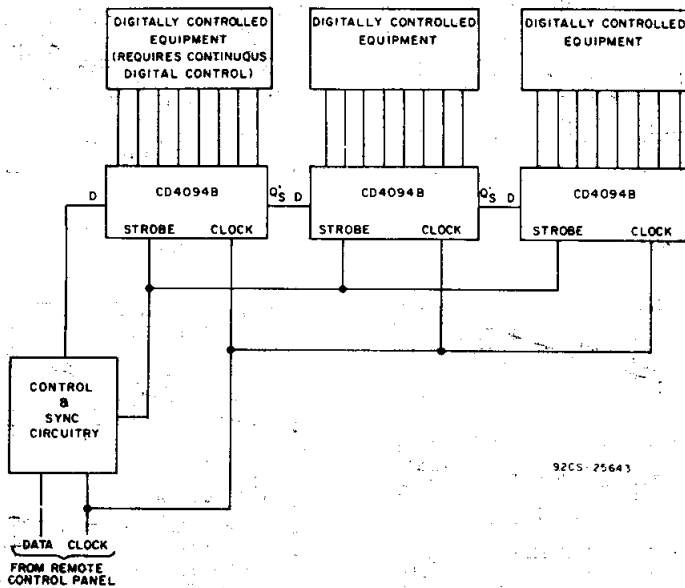 DIGITALLY CONTROLLED
EQUIPMENT
(REQUIRES CONTINUOUS
DIGITAL CONTROL)
DIGITALLY CONTROLLED
EQUIPMENT
DIGITALLY CONTROLLED
EQUIPMENT
D
CD4094B
STROBE CLOCK
Q'S D
CD4094B
STROBE CLOCK
Q'S D
CD4094B
STROBE CLOCK
CONTROL
&
SYNC
CIRCUITRY
92CS-25643
DATA CLOCK
FROM REMOTE
CONTROL PANEL